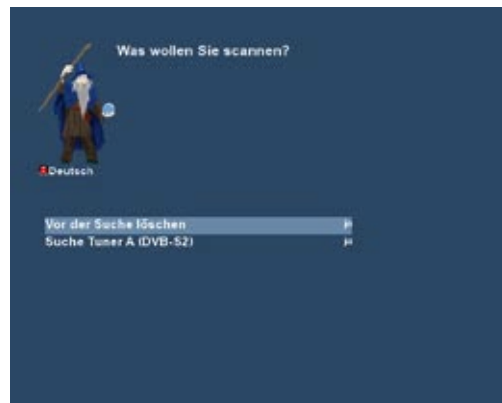 Was wollen Sie scannen?
Deutsch
Vor der Suche löschen
Suche Tuner A (DVB-S2)